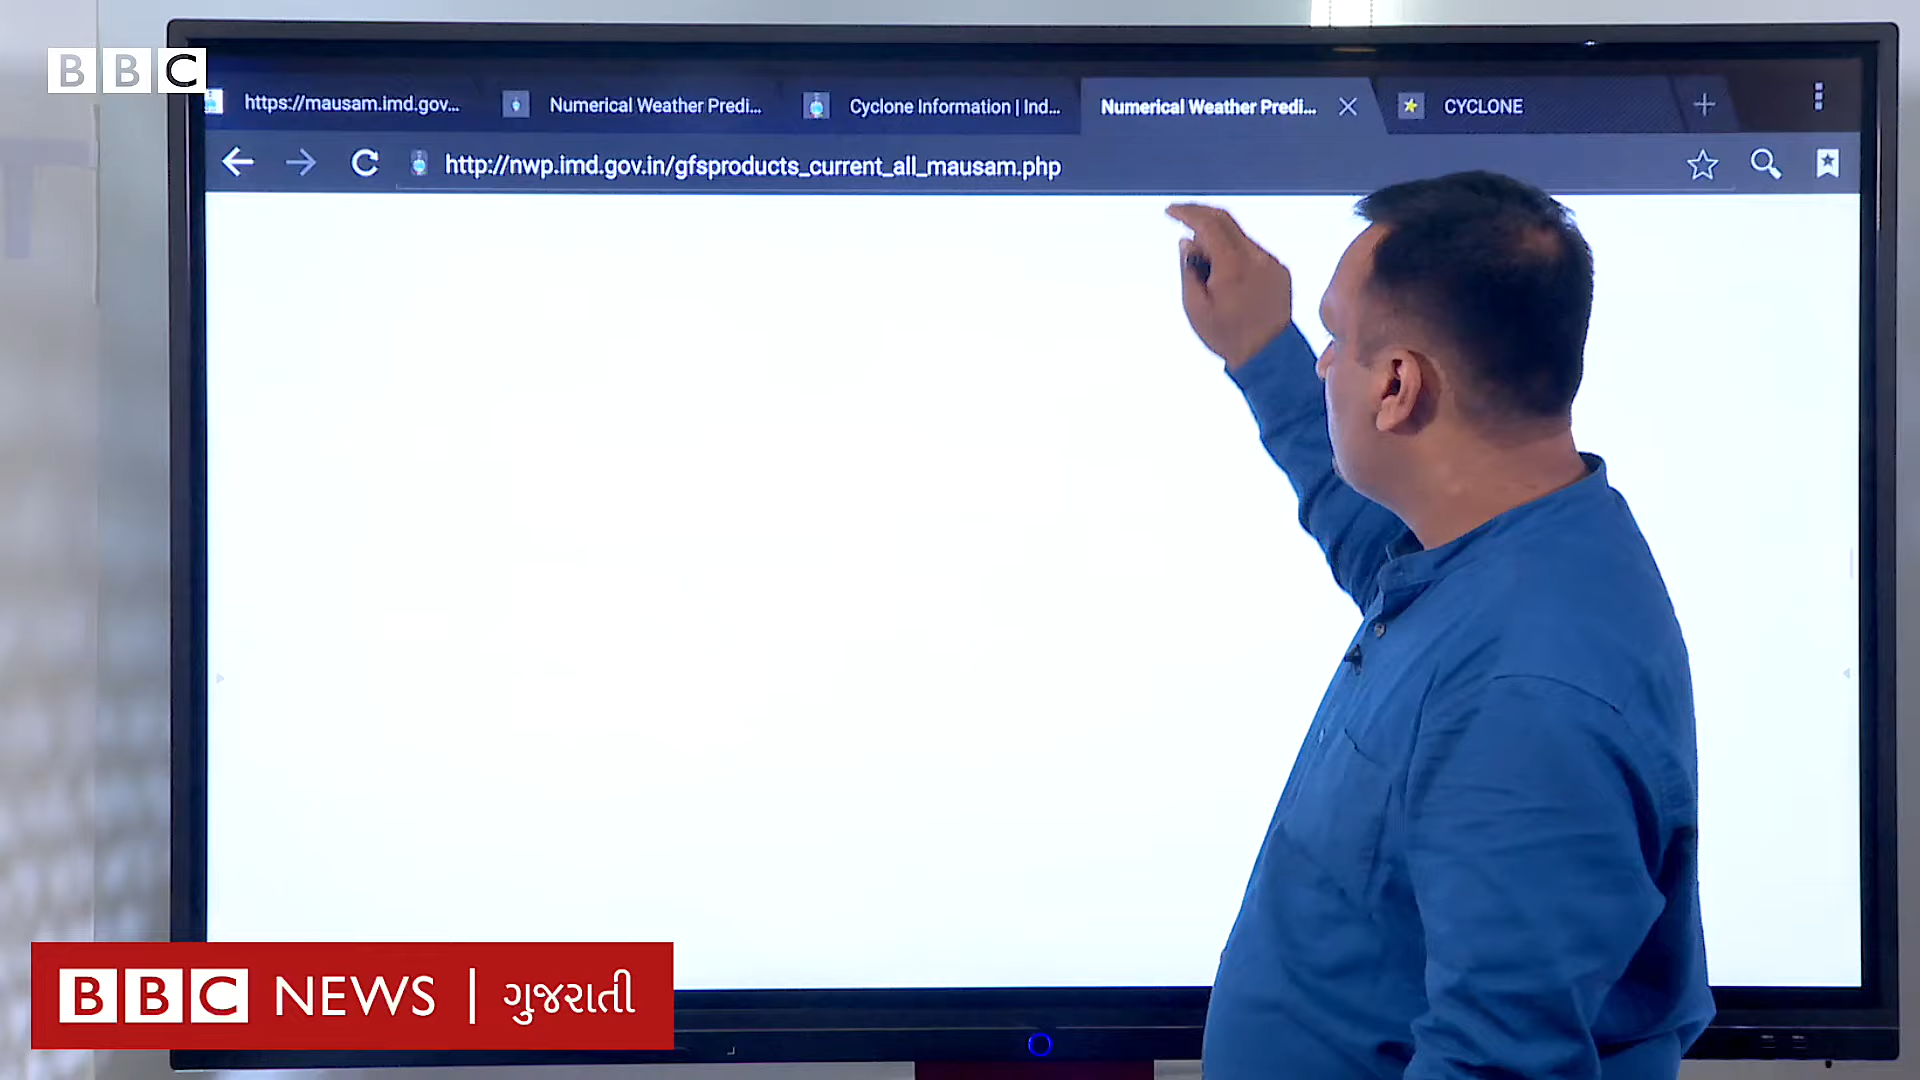 BBC
https://mausam.imd.gov...
Numerical Weather Predi...
Cyclone Information | Ind...
Numerical Weather Predi...
CYCLONE
http://nwp.imd.gov.in/gfsproducts_current_all_mausam.php
BBC NEWS | ગુજરાતી